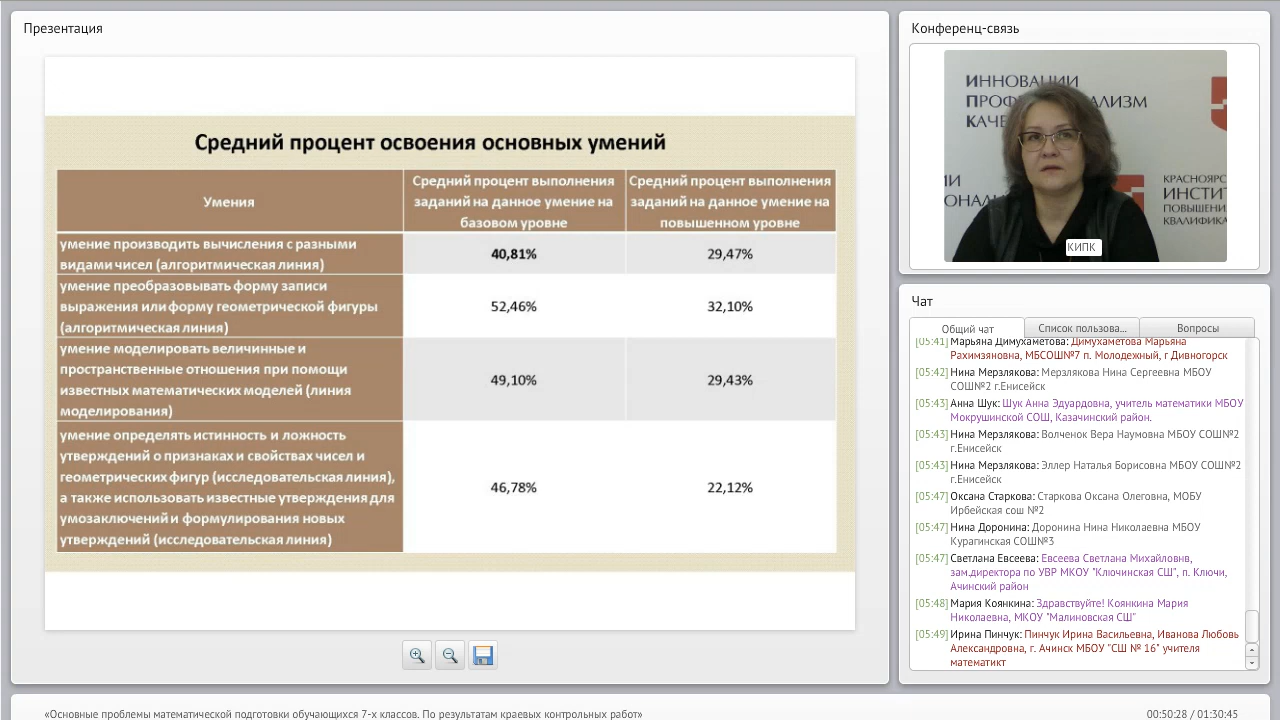 Презентация
Средний процент освоения основных умений
Умения
Средний процент выполнения
заданий на данное умение на
базовом уровне
Средний процент выполнения
заданий на данное умение на
повышенном уровне
умение производить вычисления с разными
видами чисел (алгоритмическая линия)
40,81%
29,47%
умение преобразовывать форму записи
выражения или форму геометрической фигуры
(алгоритмическая линия)
52,46%
32,10%
умение моделировать величинные и
пространственные отношения при помощи
известных математических моделей (линия
моделирования)
49,10%
29,43%
умение определять истинность и ложность
утверждений о признаках и свойствах чисел и
геометрических фигур (исследовательская линия),
а также использовать известные утверждения для
умозаключений и формулирования новых
утверждений (исследовательская линия)
46,78%
22,12%
Конференц-связь
ИННОВАЦИИ
ПРОФ АЛИЗМ
КАЧЕ
ИИ
ОНАЛ
КРАСНОЯРС
ИНСТИ
ПОВЫШЕНИ
КВАЛИФИКА
КИПК
Чат
Общий чат
Список пользова...
Вопросы
[05:41] Марьяна Димухаметова: Димухаметова Марьяна
Рахимзяновна, МБСОШ№7 п. Молодежный, г Дивногорск
[05:42] Нина Мерзлякова: Мерзлякова Нина Сергеевна МБОУ
СОШ№2 г.Енисейск
[05:43] Анна Шук: Шук Анна Эдуардовна, учитель математики МБОУ
Мокрушинской СОШ, Казачинский район.
[05:43] Нина Мерзлякова: Волченок Вера Наумовна МБОУ СОШ№2
г.Енисейск
[05:43] Нина Мерзлякова: Эллер Наталья Борисовна МБОУ СОШ№2
г.Енисейск
[05:47] Оксана Старкова: Старкова Оксана Олеговна, МОБУ
Ирбейская сош №2
[05:47] Нина Доронина: Доронина Нина Николаевна МБОУ
Курагинская СОШ№3
[05:47] Светлана Евсеева: Евсеева Светлана Михайловнв,
зам.директора по УВР МКОУ "Ключинская СШ", п. Ключи,
Ачинский район
[05:48] Мария Коянкина: Здравствуйте! Коянкина Мария
Николаевна, МКОУ "Малиновская СШ"
[05:49] Ирина Пинчук: Пинчук Ирина Васильевна, Иванова Любовь
Александровна, г. Ачинск МБОУ "СШ № 16" учителя
математикт
«Основные проблемы математической подготовки обучающихся 7-х классов. По результатам краевых контрольных работ»
00:50:28 / 01:30:45